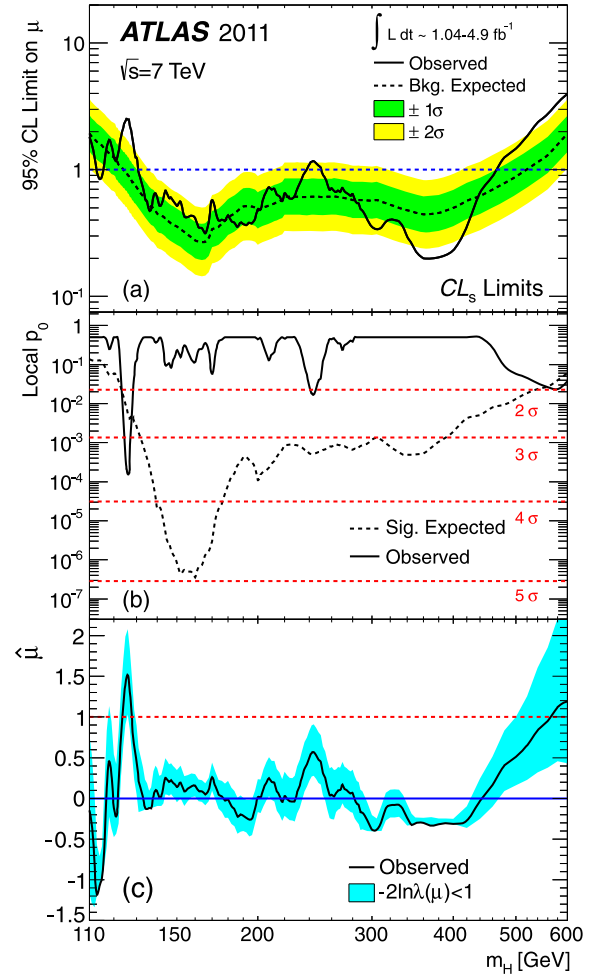 ATLAS 2011
√s=7 TeV
∫ L dt ~ 1.04-4.9 fb⁻¹
Observed
Bkg. Expected
± 1σ
± 2σ
95% CL Limit on μ
10
1
10⁻¹
(a)
CLₛ Limits
Local p₀
1
10⁻¹
10⁻²
10⁻³
10⁻⁴
10⁻⁵
10⁻⁶
10⁻⁷
2 σ
3 σ
4 σ
5 σ
Sig. Expected
Observed
(b)
μ̂
2
1.5
1
0.5
0
-0.5
-1
-1.5
(c)
Observed
-2lnλ(μ)<1
110 150 200 300 400 500 600
m_H [GeV]